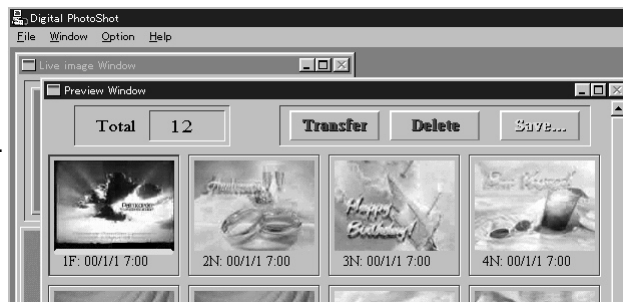 Digital PhotoShot
File Window Option Help
Live image Window
Preview Window
Total 12 Transfer Delete Save...
Anniversary!
Happy Birthday!
1F: 00/1/1 7:00 2N: 00/1/1 7:00 3N: 00/1/1 7:00 4N: 00/1/1 7:00